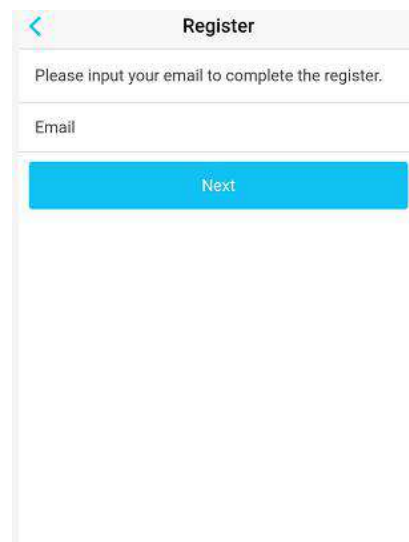 Register
Please input your email to complete the register.
Email
Next